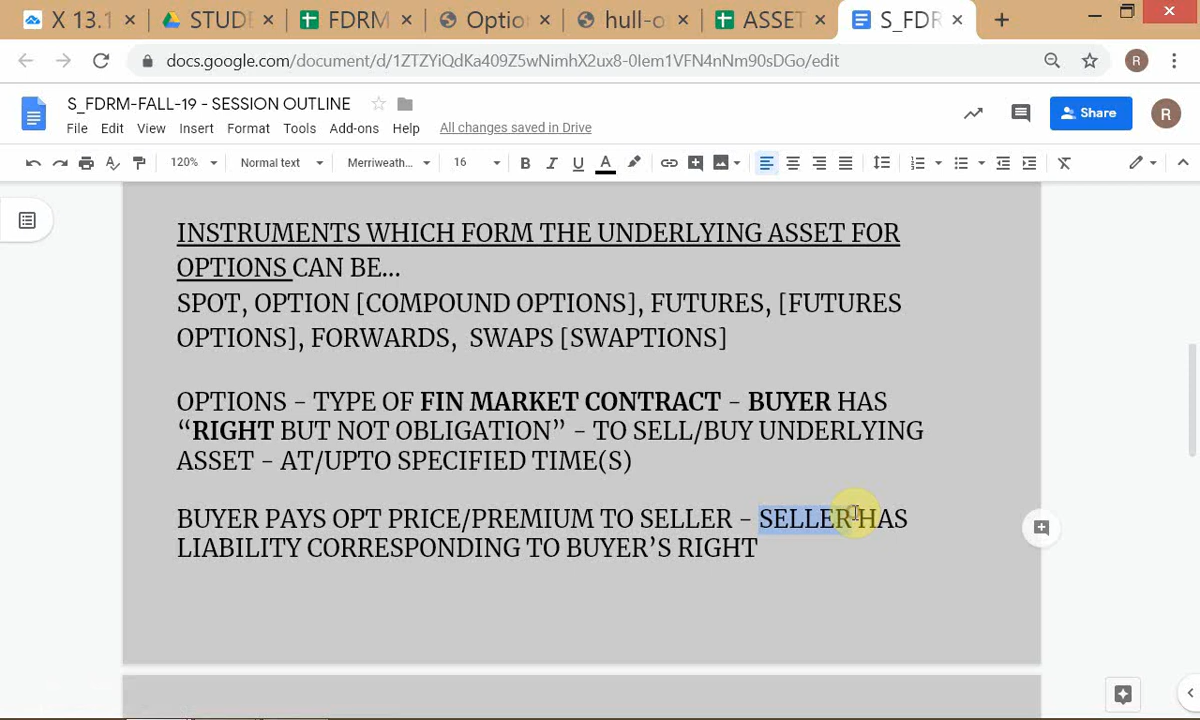 X 13.1
STUD
FDRM
Optio
hull-o
ASSET
S_FDR
docs.google.com/document/d/1ZTZYiQdKa409Z5wNimhX2ux8-0Iem1VFN4nNm90sDGo/edit
R
S_FDRM-FALL-19 - SESSION OUTLINE
File Edit View Insert Format Tools Add-ons Help All changes saved in Drive
Share
R
120% Normal text Merriweath... 16 B I U A
INSTRUMENTS WHICH FORM THE UNDERLYING ASSET FOR
OPTIONS CAN BE...
SPOT, OPTION [COMPOUND OPTIONS], FUTURES, [FUTURES
OPTIONS], FORWARDS, SWAPS [SWAPTIONS]
OPTIONS – TYPE OF FIN MARKET CONTRACT – BUYER HAS
“RIGHT BUT NOT OBLIGATION” – TO SELL/BUY UNDERLYING
ASSET – AT/UPTO SPECIFIED TIME(S)
BUYER PAYS OPT PRICE/PREMIUM TO SELLER – SELLER HAS
LIABILITY CORRESPONDING TO BUYER’S RIGHT